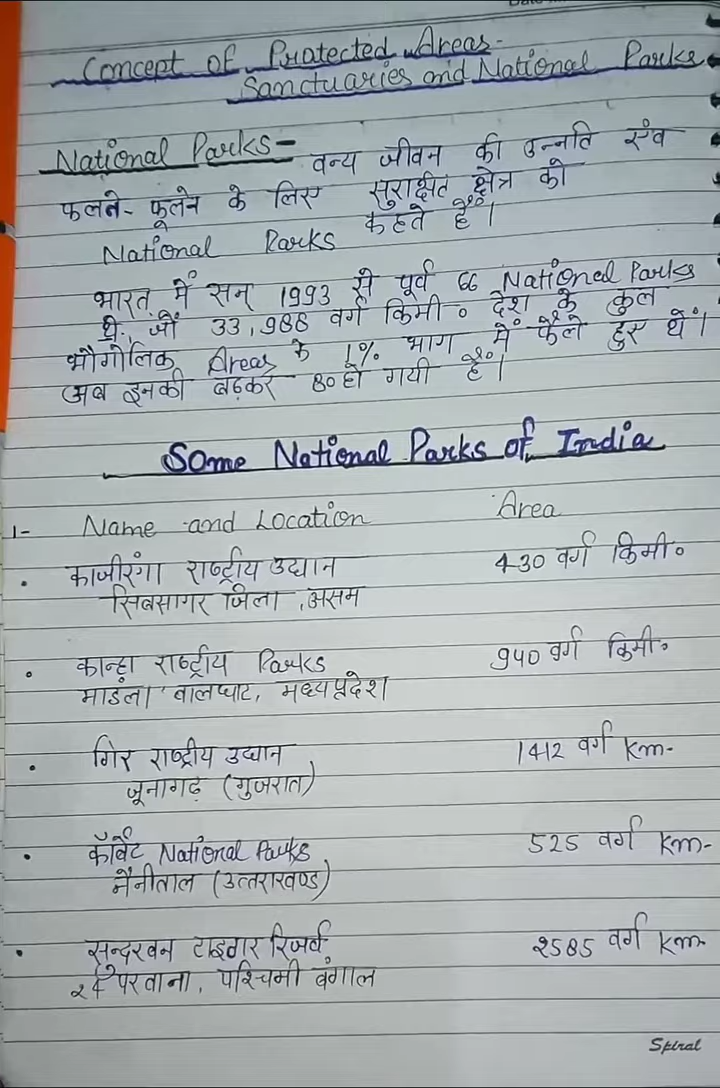 Concept of Protected Areas-
Sanctuaries and National Parks
National Parks- वन्य जीवन की उन्नति एंव
फलने-फूलने के लिए सुराक्षित क्षेत्र को
National Parks कहते हैं।
भारत में सन् 1993 से पूर्व 66 National Parks
थे, जों 33,988 वर्ग किमी० देश के कुल
भौगोलिक Areas के 1% भाग में फैले हुए थें।
अब इनकी बढ़कर 80 हो गयी हैं।
Some National Parks of India
1- Name and Location Area
• काजीरंगा राष्ट्रीय उद्यान 430 वर्ग किमी०
सिबसागर जिला, असम
• कान्हा राष्ट्रीय Parks 940 वर्ग किमी०
माडंला बालघाट, मध्यप्रदेश
• गिर राष्ट्रीय उद्यान 1412 वर्ग Km-
जूनागढ़ (गुजरात)
• कॉर्बेट National Parks 525 वर्ग Km-
नैनीताल (उत्तराखण्ड)
• सुन्दरबन टाइगर रिजर्व 2585 वर्ग Km-
24 परवाना, पश्चिमी बंगाल
Spiral